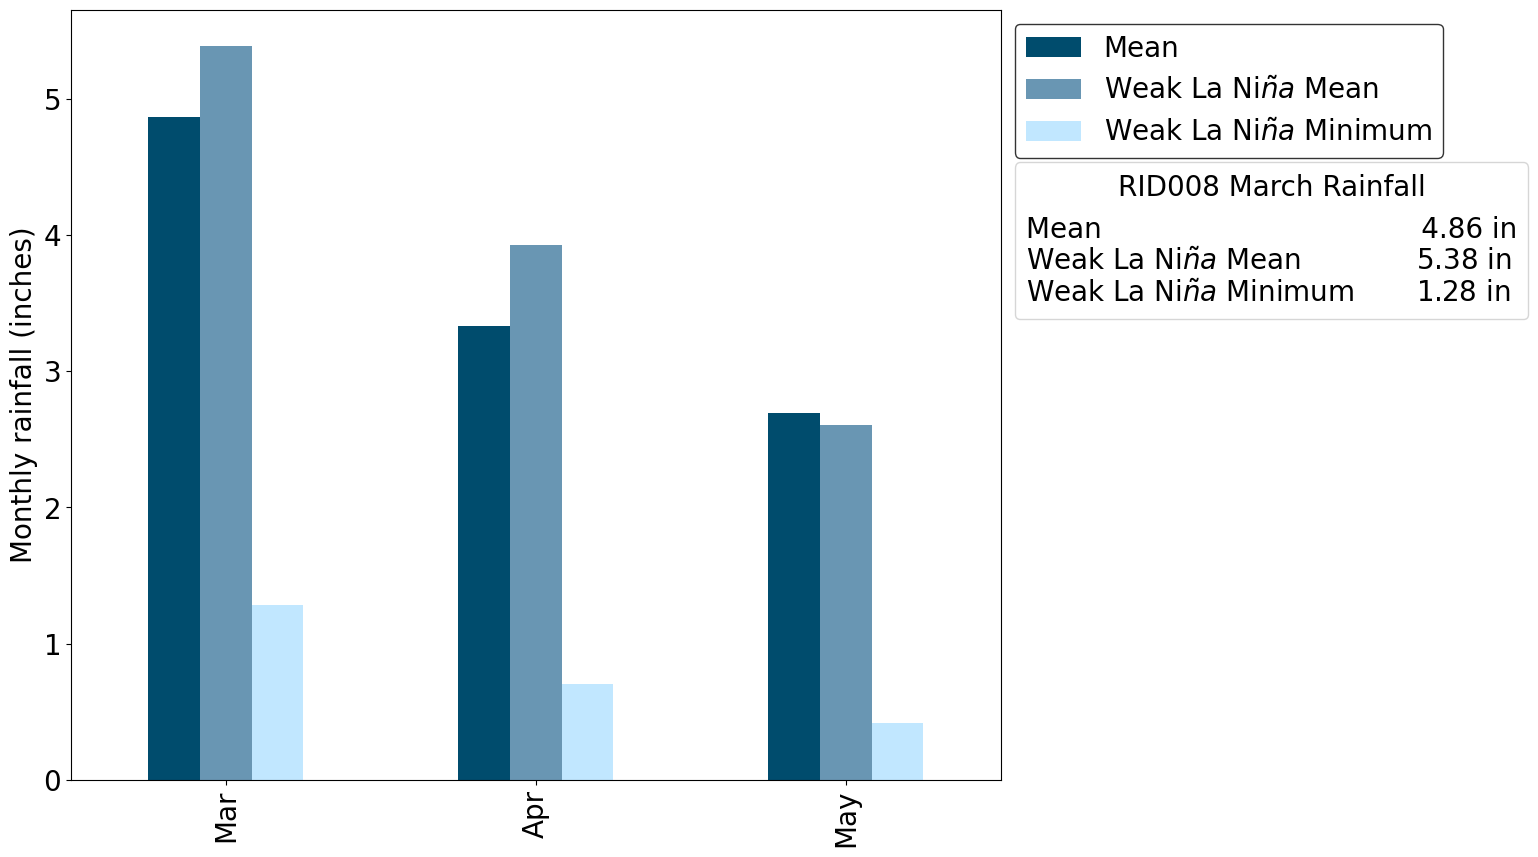 Monthly rainfall (inches)
5
4
3
2
1
0
Mar
Apr
May
Mean
Weak La Niña Mean
Weak La Niña Minimum
RID008 March Rainfall
Mean 4.86 in
Weak La Niña Mean 5.38 in
Weak La Niña Minimum 1.28 in